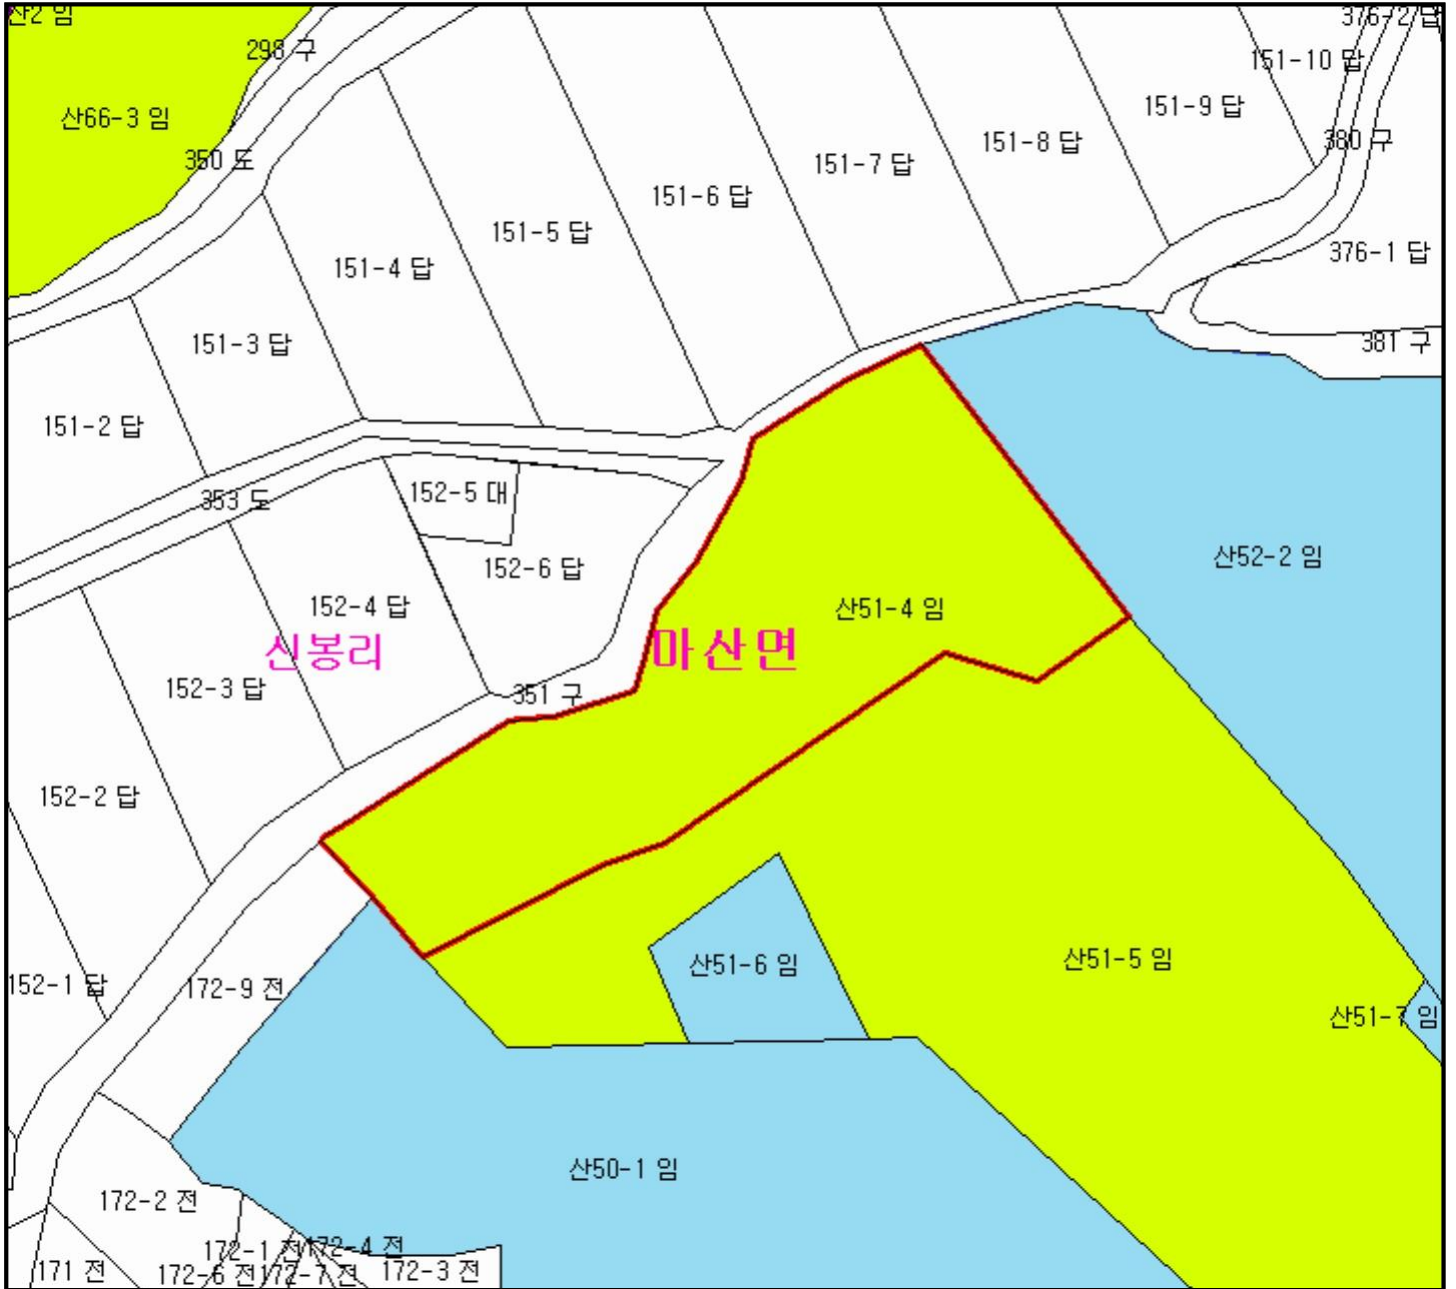 산2 임
376-2 답
298 구
151-10 답
산66-3 임
151-9 답
380 구
151-8 답
350 도
151-7 답
151-6 답
151-5 답
376-1 답
151-4 답
151-3 답
381 구
151-2 답
152-5 대
353 도
산52-2 임
152-6 답
152-4 답
산51-4 임
신봉리
마산면
152-3 답
351 구
152-2 답
산51-5 임
산51-6 임
152-1 답
172-9 전
산51-7 임
산50-1 임
172-2 전
172-1 전
172-4 전
171 전
172-6 전
172-7 전
172-3 전